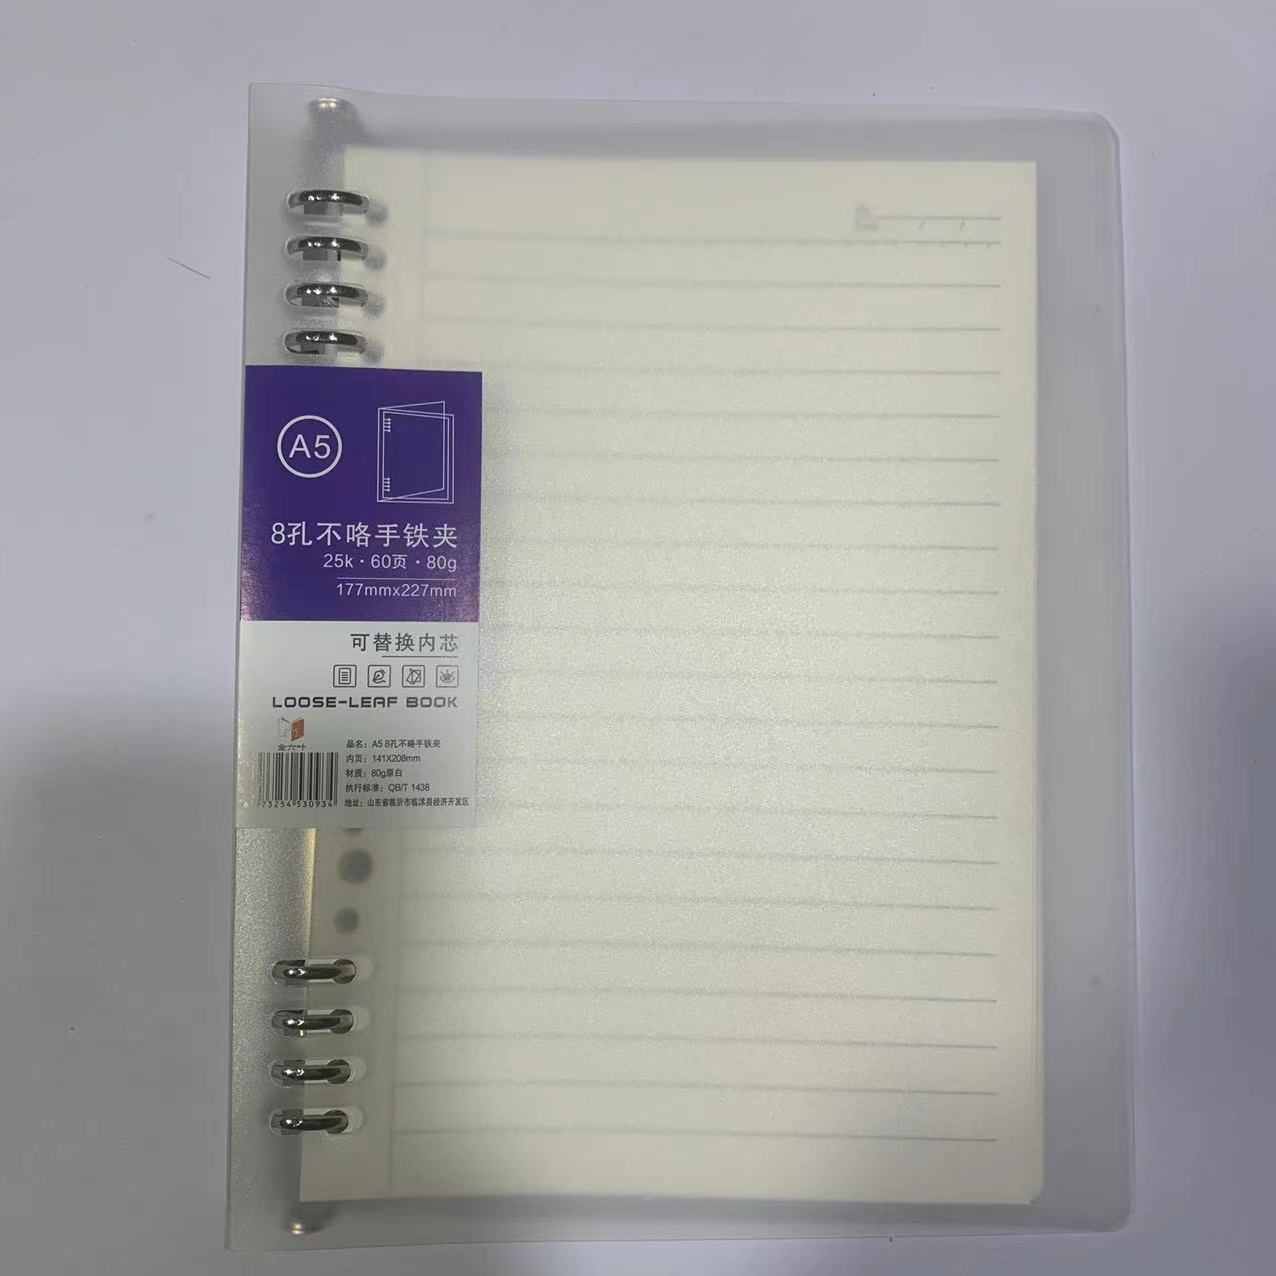 A5
8孔不咯手铁夹
25k·60页·80g
177mmx227mm
可替换内芯
LOOSE-LEAF BOOK
金六叶
品名：A5 8孔不咯手铁夹
内页：141X208mm
材质：80g原白
执行标准：QB/T 1438
地址：山东省临沂市临沭县经济开发区
6 973254 530934